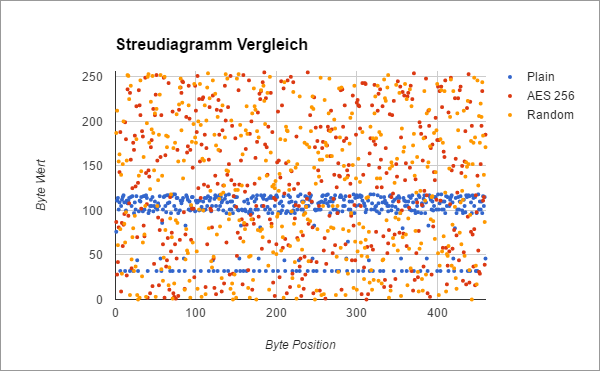 Streudiagramm Vergleich
Plain
AES 256
Random
Byte Wert
250
200
150
100
50
0
0
100
200
300
400
Byte Position